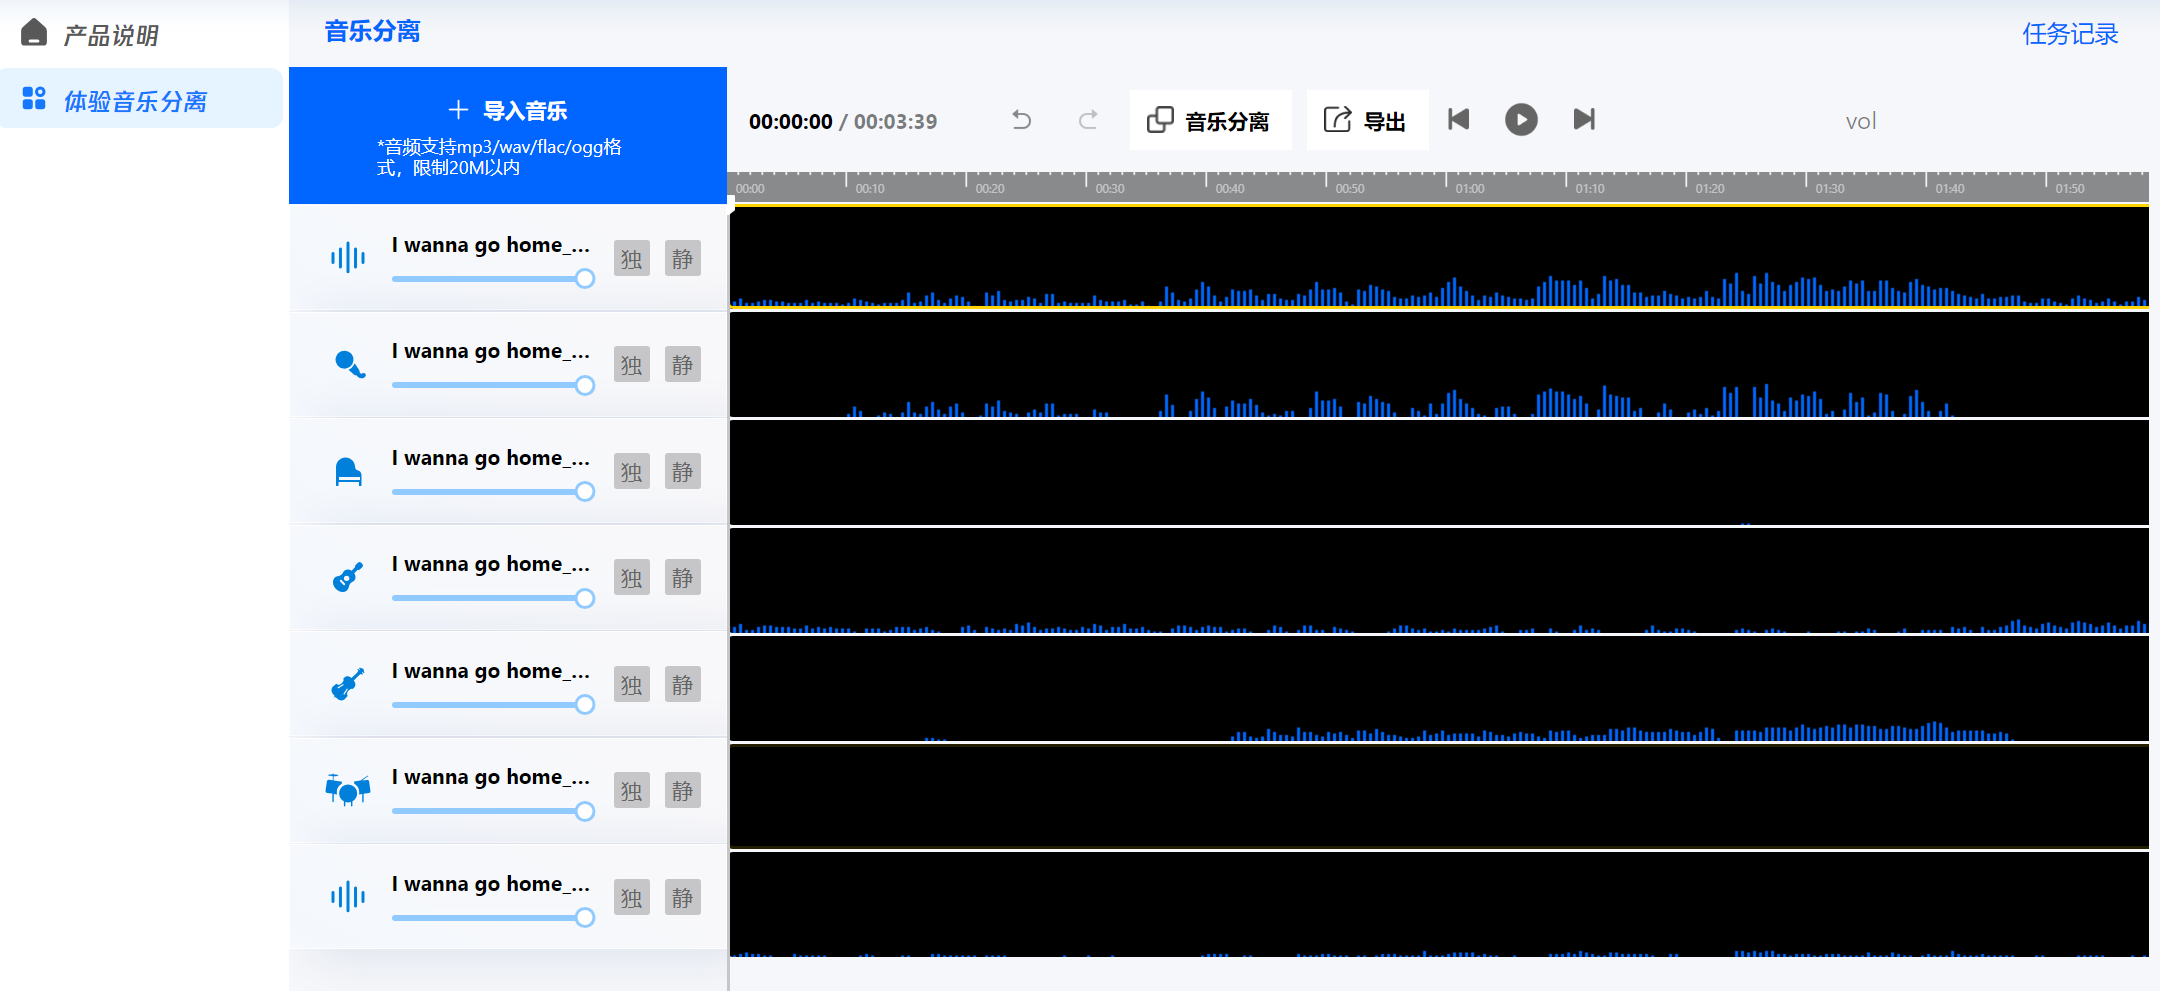 产品说明
体验音乐分离
音乐分离
任务记录
导入音乐
*音频支持mp3/wav/flac/ogg格
式，限制20M以内
00:00:00 / 00:03:39
音乐分离
导出
vol
00:00 00:10 00:20 00:30 00:40 00:50 01:00 01:10 01:20 01:30 01:40 01:50
I wanna go home_... 独 静
I wanna go home_... 独 静
I wanna go home_... 独 静
I wanna go home_... 独 静
I wanna go home_... 独 静
I wanna go home_... 独 静
I wanna go home_... 独 静